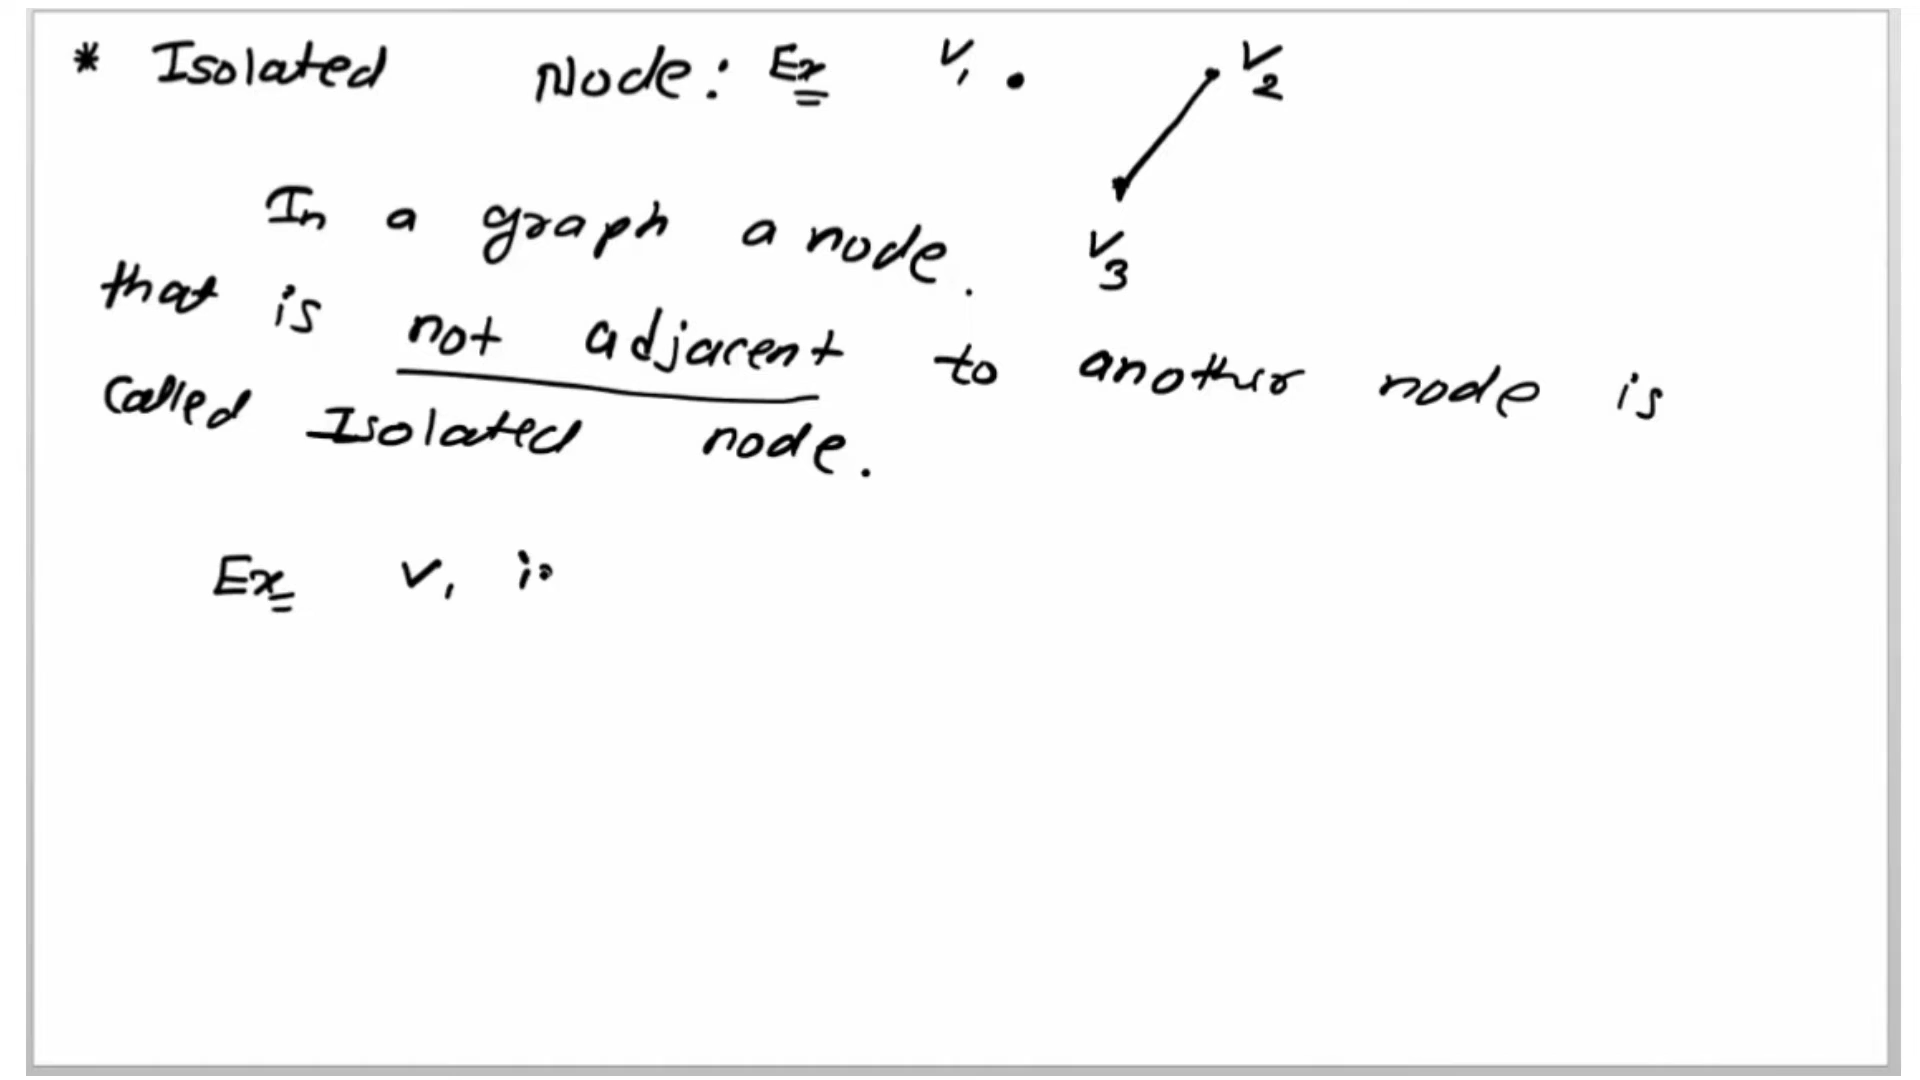 * Isolated Node: Ex V1 . V2
In a graph a node. V3
that is not adjacent to another node is
called Isolated node.
Ex V1 is